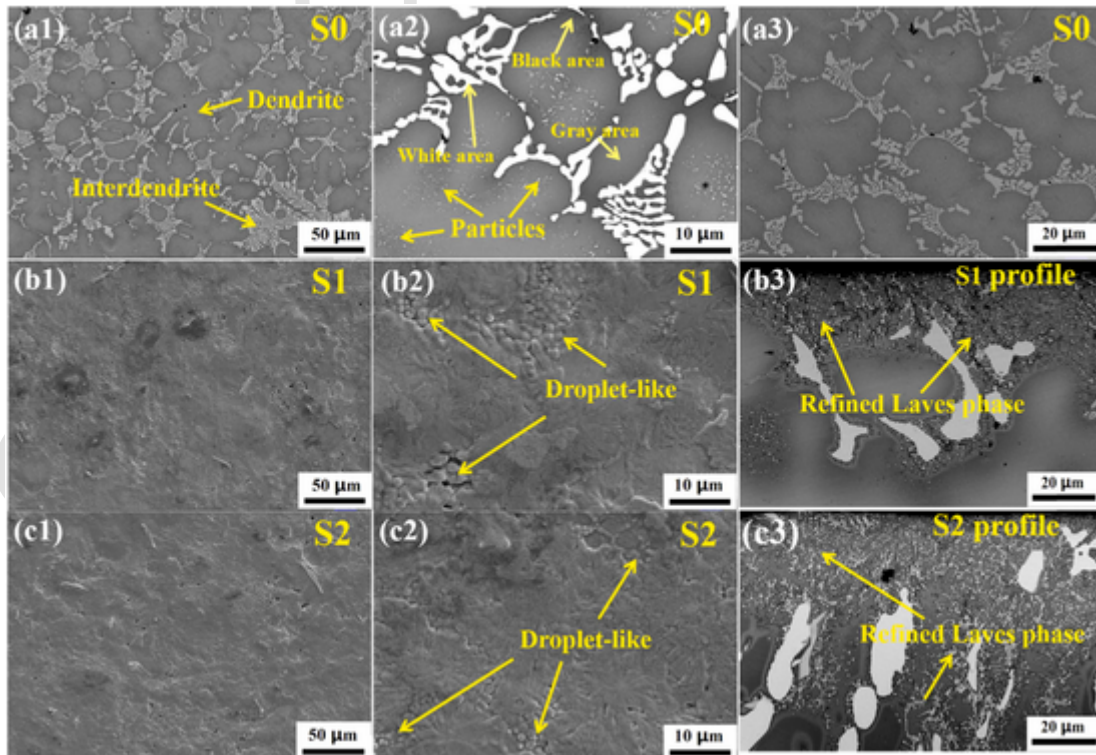 (a1) S0
Dendrite
Interdendrite
50 μm
(a2) S0
Black area
Gray area
White area
Particles
10 μm
(a3) S0
20 μm
(b1) S1
50 μm
(b2) S1
Droplet-like
10 μm
(b3) S1 profile
Refined Laves phase
20 μm
(c1) S2
50 μm
(c2) S2
Droplet-like
10 μm
(c3) S2 profile
Refined Laves phase
20 μm